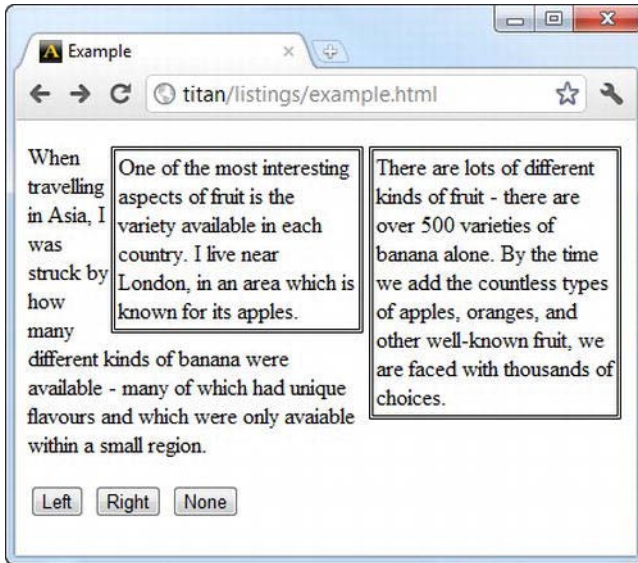 Example
titan/listings/example.html
When
travelling
in Asia, I
was
struck by
how
many
different kinds of banana were
available - many of which had unique
flavours and which were only avaiable
within a small region.
One of the most interesting
aspects of fruit is the
variety available in each
country. I live near
London, in an area which is
known for its apples.
There are lots of different
kinds of fruit - there are
over 500 varieties of
banana alone. By the time
we add the countless types
of apples, oranges, and
other well-known fruit, we
are faced with thousands of
choices.
Left Right None